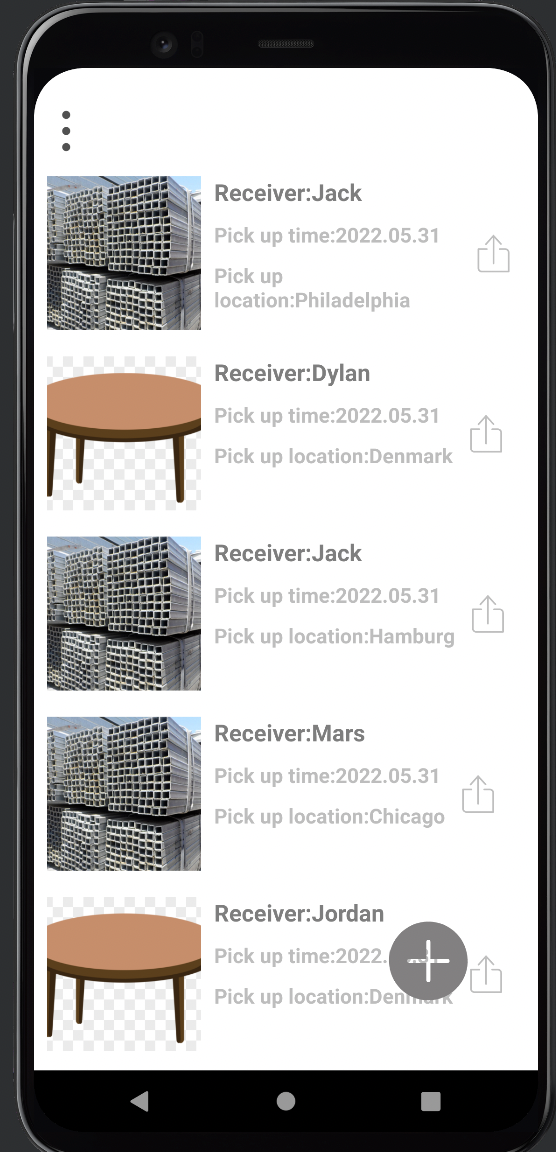 Receiver:Jack
Pick up time:2022.05.31
Pick up
location:Philadelphia
Receiver:Dylan
Pick up time:2022.05.31
Pick up location:Denmark
Receiver:Jack
Pick up time:2022.05.31
Pick up location:Hamburg
Receiver:Mars
Pick up time:2022.05.31
Pick up location:Chicago
Receiver:Jordan
Pick up time:2022.
Pick up location:Denmark